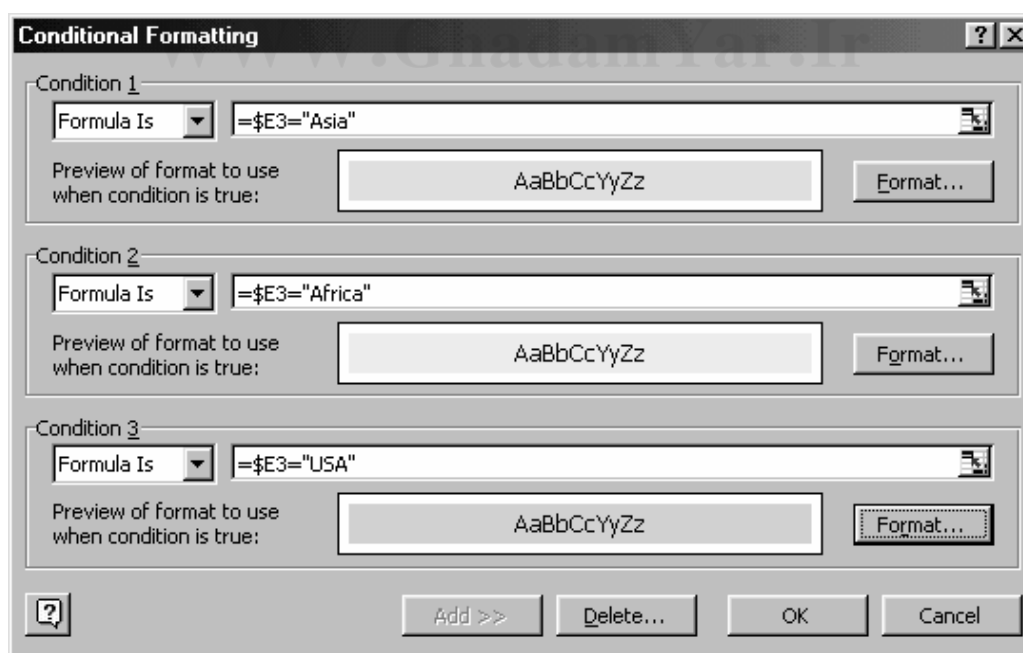 Conditional Formatting
WWW.GhadamYar.Ir
Condition 1
Formula Is =$E3="Asia"
Preview of format to use
when condition is true:
AaBbCcYyZz
Format...
Condition 2
Formula Is =$E3="Africa"
Preview of format to use
when condition is true:
AaBbCcYyZz
Format...
Condition 3
Formula Is =$E3="USA"
Preview of format to use
when condition is true:
AaBbCcYyZz
Format...
Add >> Delete... OK Cancel